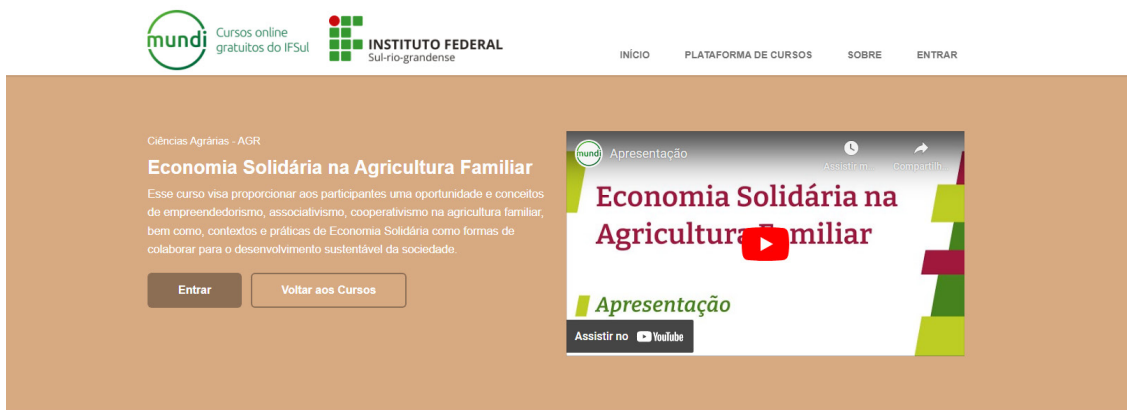 mundi
Cursos online
gratuitos do IFSul
INSTITUTO FEDERAL
Sul-rio-grandense
INÍCIO
PLATAFORMA DE CURSOS
SOBRE
ENTRAR
Ciências Agrárias - AGR
Economia Solidária na Agricultura Familiar
Esse curso visa proporcionar aos participantes uma oportunidade e conceitos
de empreendedorismo, associativismo, cooperativismo na agricultura familiar,
bem como, contextos e práticas de Economia Solidária como formas de
colaborar para o desenvolvimento sustentável da sociedade.
Entrar
Voltar aos Cursos
mundi
Apresentação
Assistir m...
Compartilh...
Economia Solidária na
Agricultura Familiar
Apresentação
Assistir no YouTube